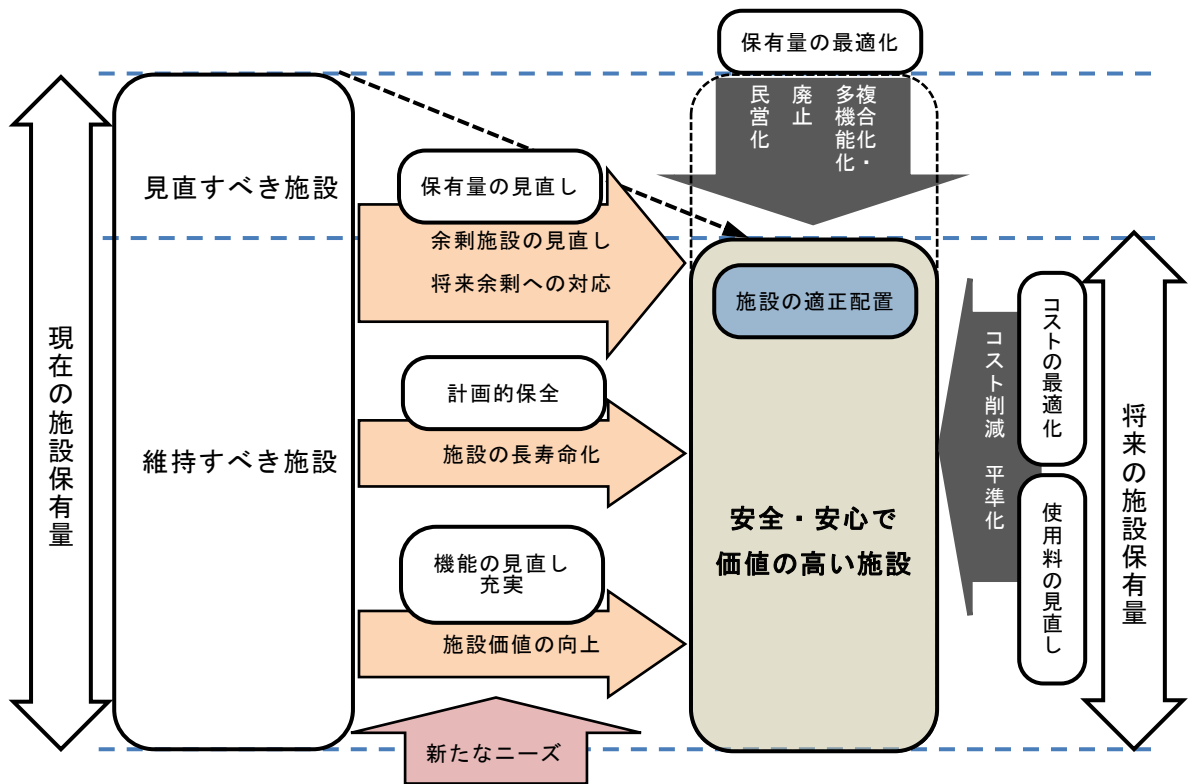 保有量の最適化
民営化
廃止
複合化・
多機能化
現在の施設保有量
見直すべき施設
維持すべき施設
保有量の見直し
余剰施設の見直し
将来余剰への対応
計画的保全
施設の長寿命化
機能の見直し
充実
施設価値の向上
新たなニーズ
施設の適正配置
安全・安心で
価値の高い施設
コスト削減　平準化
コストの最適化
使用料の見直し
将来の施設保有量